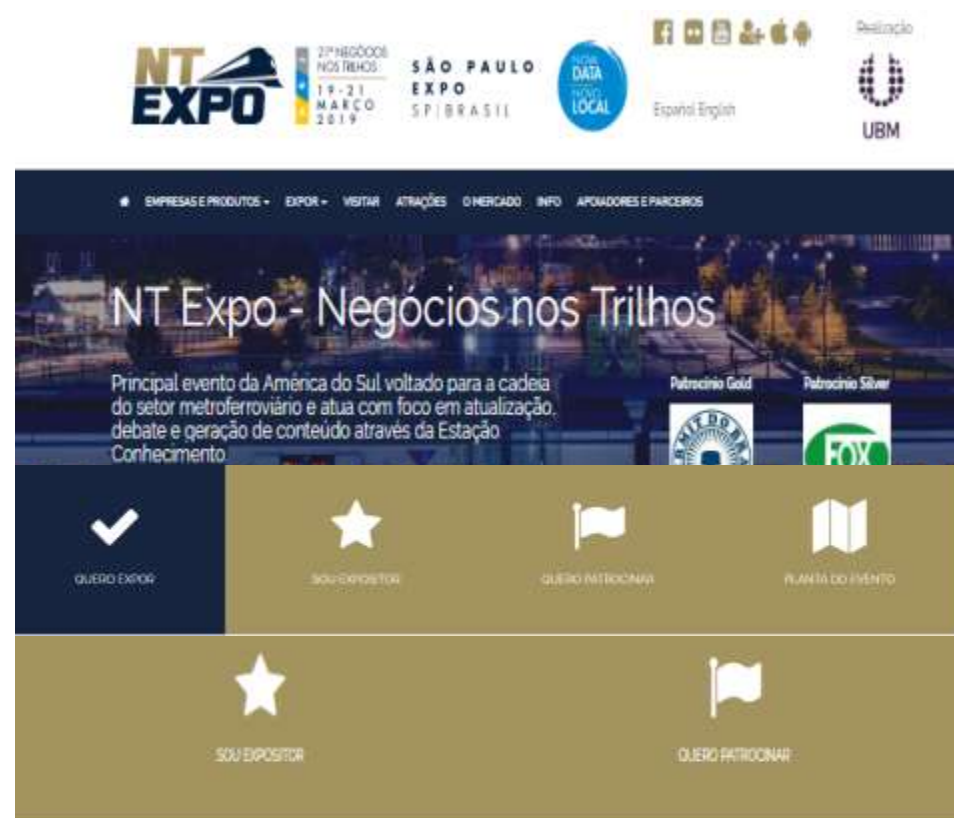 NT
EXPO
21ª NEGÓCIOS
NOS TRILHOS
19-21
MARÇO
2019
SÃO PAULO
EXPO
SP|BRASIL
NOVA
DATA
NOVO
LOCAL
Español English
Realização
UBM
EMPRESAS E PRODUTOS EXPOR VISITAR ATRAÇÕES O MERCADO INFO APOIADORES E PARCEIROS
NT Expo - Negócios nos Trilhos
Principal evento da América do Sul voltado para a cadeia
do setor metroferroviário e atua com foco em atualização,
debate e geração de conteúdo através da Estação
Conhecimento
Patrocínio Gold Patrocínio Silver
FOX
QUERO EXPOR SOU EXPOSITOR QUERO PATROCINAR PLANTA DO EVENTO
SOU EXPOSITOR QUERO PATROCINAR